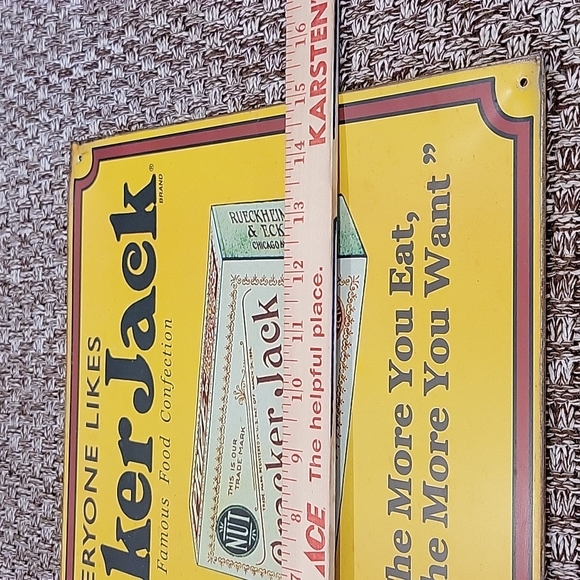 ERYONE LIKES
kerJack®
BRAND
Famous Food Confection
RUECKHEIM
& ECK
CHICAGO
THIS IS OUR
TRADE MARK
NUT
Cracker Jack
7 8 9 10 11 12 13 14 15 16
ACE The helpful place. KARSTEN'
he More You Eat,
he More You Want"